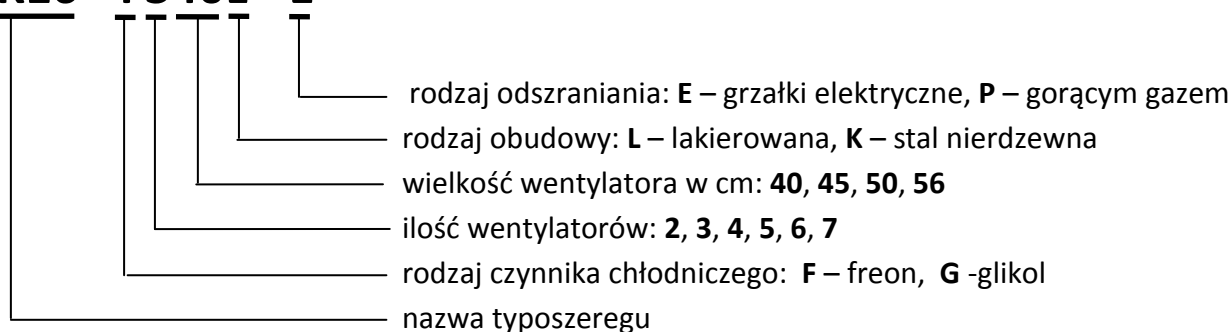 rodzaj odszraniania: E – grzałki elektryczne, P – gorącym gazem
rodzaj obudowy: L – lakierowana, K – stal nierdzewna
wielkość wentylatora w cm: 40, 45, 50, 56
ilość wentylatorów: 2, 3, 4, 5, 6, 7
rodzaj czynnika chłodniczego: F – freon, G -glikol
nazwa typoszeregu